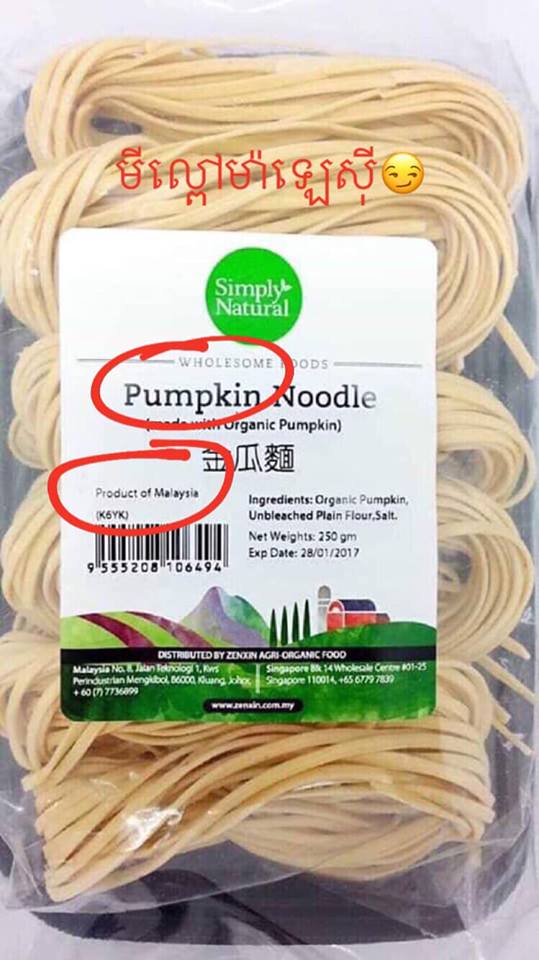 មីល្ពៅម៉ាឡេស៊ី😏
Simply
Natural
WHOLESOME FOODS
Pumpkin Noodle
(made with Organic Pumpkin)
金瓜麵
Product of Malaysia
(K6YK)
9 555208 106494
Ingredients: Organic Pumpkin,
Unbleached Plain Flour,Salt.
Net Weights: 250 gm
Exp Date: 28/01/2017
DISTRIBUTED BY ZENXIN AGRI-ORGANIC FOOD
Malaysia No. 8, Jalan Teknologi 1, Kws
Perindustrian Mengkibol, 86000, Kluang, Johor,
+ 60 (7) 7736899
Singapore Blk 14 Wholesale Centre #01-25
Singapore 110014, +65 6779 7839
www.zenxin.com.my